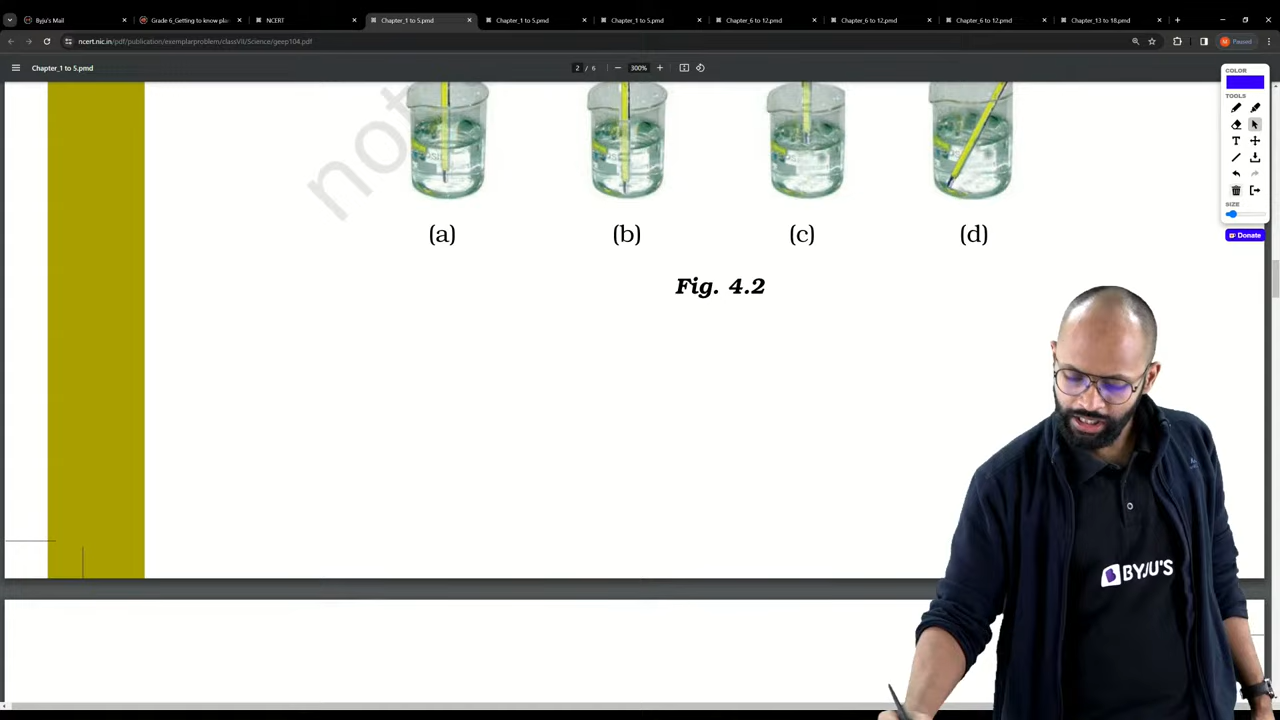 Byju's Mail
Grade 6_Getting to know pla
NCERT
Chapter_1 to 5.pmd
Chapter_1 to 5.pmd
Chapter_1 to 5.pmd
Chapter_6 to 12.pmd
Chapter_6 to 12.pmd
Chapter_6 to 12.pmd
Chapter_13 to 18.pmd
ncert.nic.in/pdf/publication/exemplarproblem/classVII/Science/geep104.pdf
M Paused
Chapter_1 to 5.pmd
2 / 6
300%
COLOR
TOOLS
T
SIZE
Donate
not
(a)
(b)
(c)
(d)
Fig. 4.2
BYJU'S